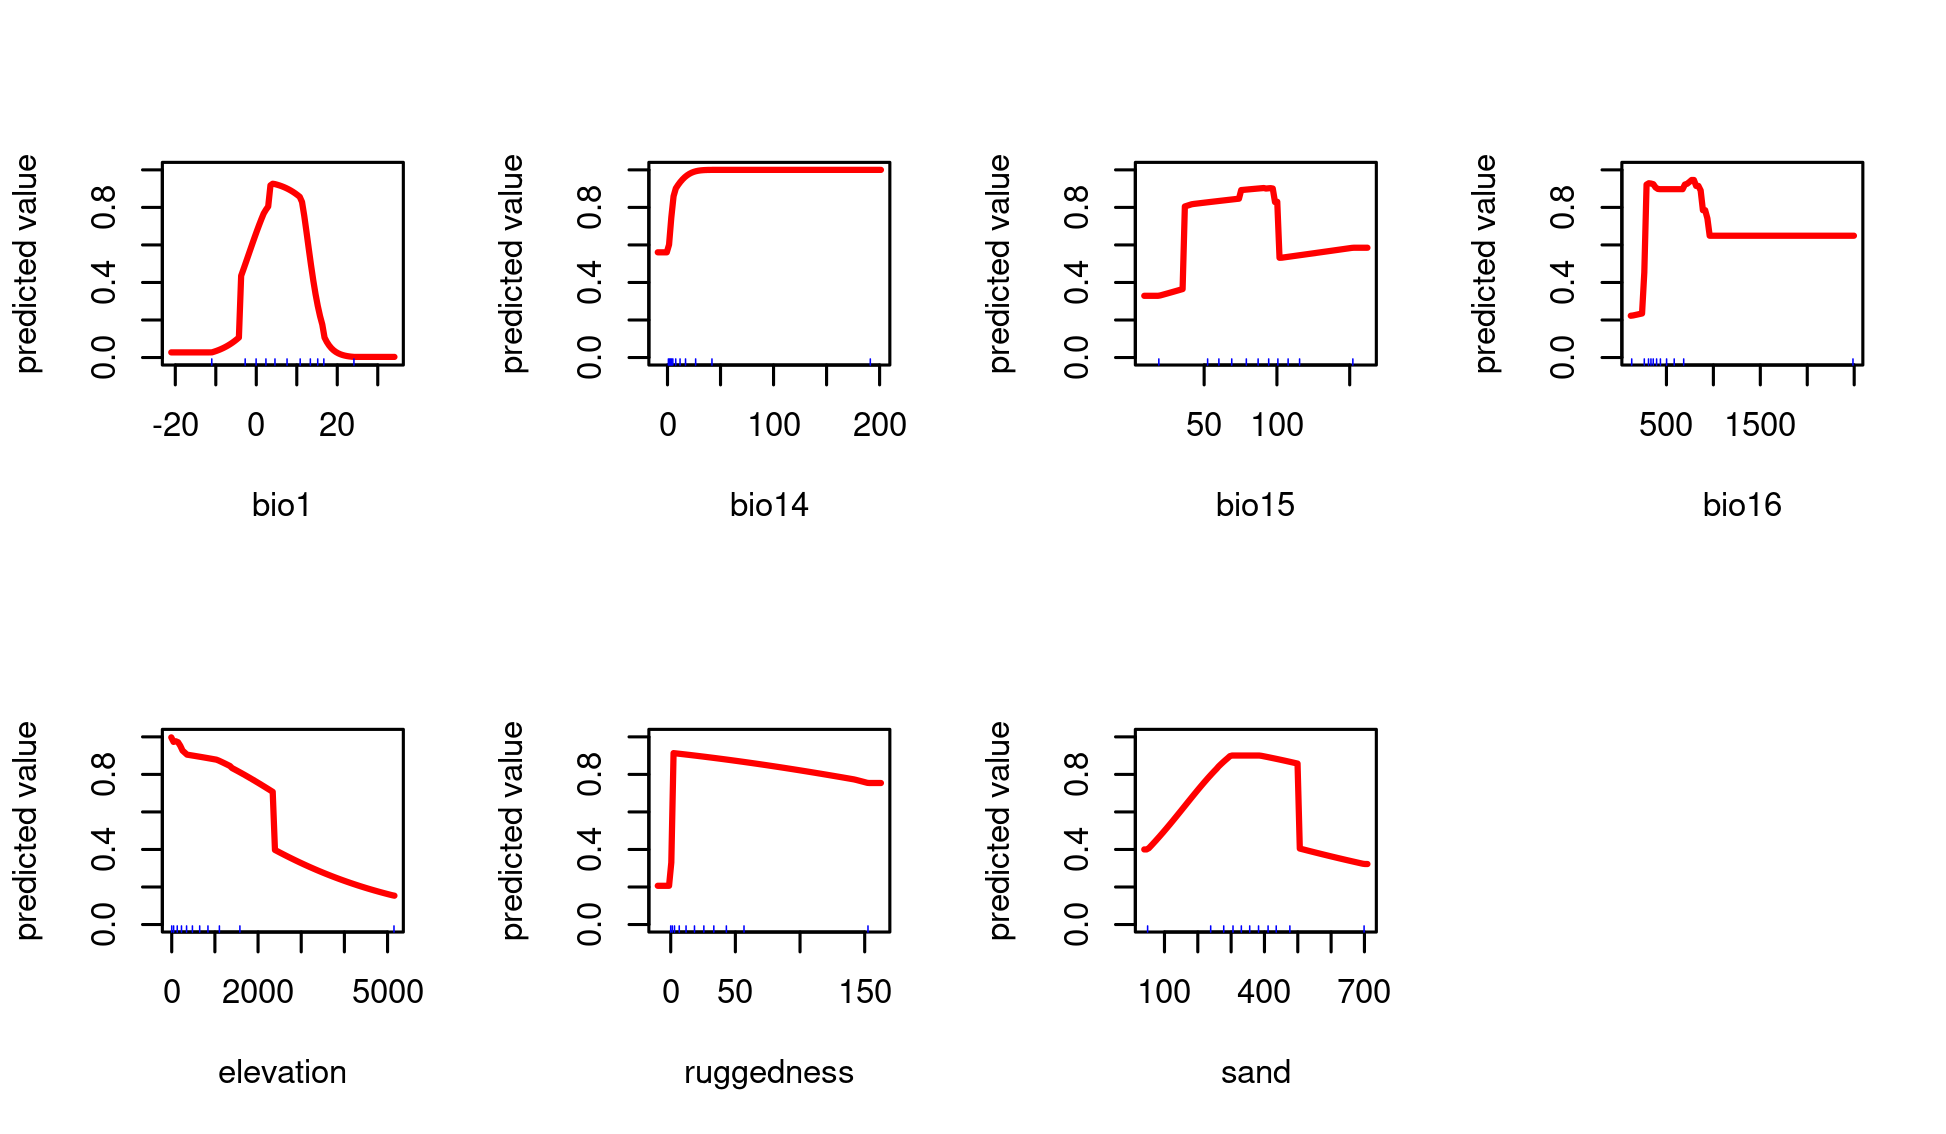 predicted value
0.0 0.4 0.8
-20 0 20
bio1
predicted value
0.0 0.4 0.8
0 100 200
bio14
predicted value
0.0 0.4 0.8
50 100
bio15
predicted value
0.0 0.4 0.8
500 1500
bio16
predicted value
0.0 0.4 0.8
0 2000 5000
elevation
predicted value
0.0 0.4 0.8
0 50 150
ruggedness
predicted value
0.0 0.4 0.8
100 400 700
sand